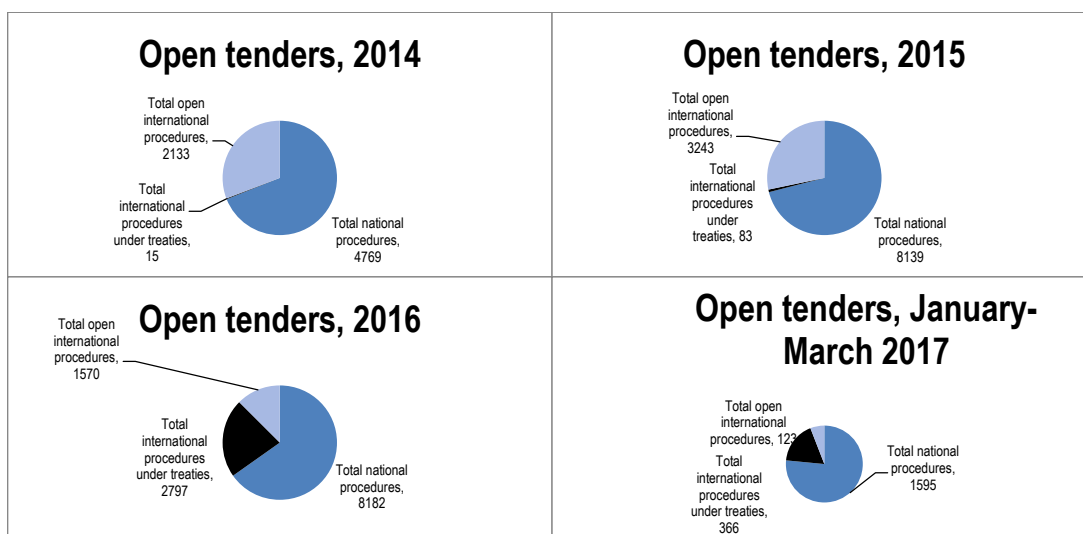 Open tenders, 2014
Total open
international
procedures,
2133
Total
international
procedures
under treaties,
15
Total national
procedures,
4769
Open tenders, 2015
Total open
international
procedures,
3243
Total
international
procedures
under
treaties, 83
Total national
procedures,
8139
Open tenders, 2016
Total open
international
procedures,
1570
Total
international
procedures
under treaties,
2797
Total national
procedures,
8182
Open tenders, January-
March 2017
Total open
international
procedures, 123
Total
international
procedures
under treaties,
366
Total national
procedures,
1595